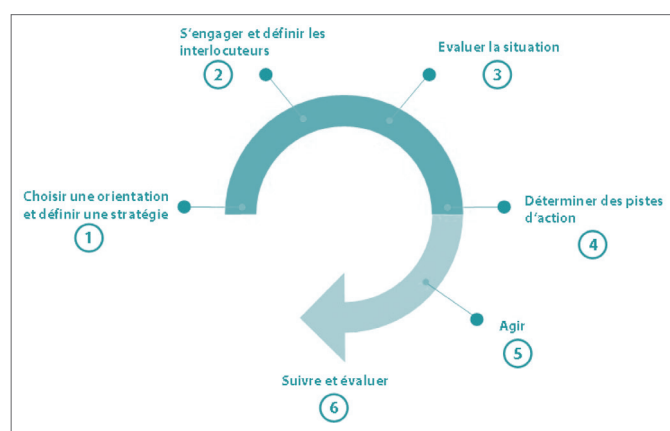 S'engager et définir les
interlocuteurs
2
Evaluer la situation
3
Choisir une orientation
et définir une stratégie
1
Déterminer des pistes
d'action
4
Agir
5
Suivre et évaluer
6